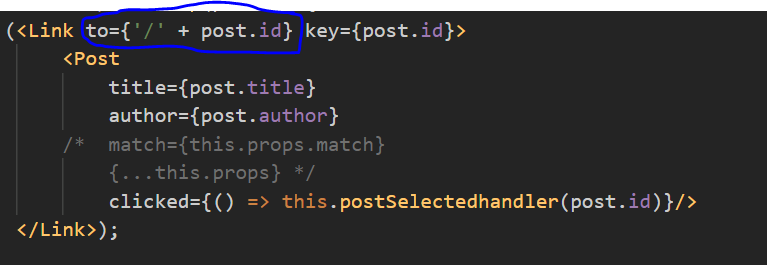 (<Link to={'/' + post.id} key={post.id}>
<Post
title={post.title}
author={post.author}
/* match={this.props.match}
{...this.props} */
clicked={() => this.postSelectedhandler(post.id)}/>
</Link>);